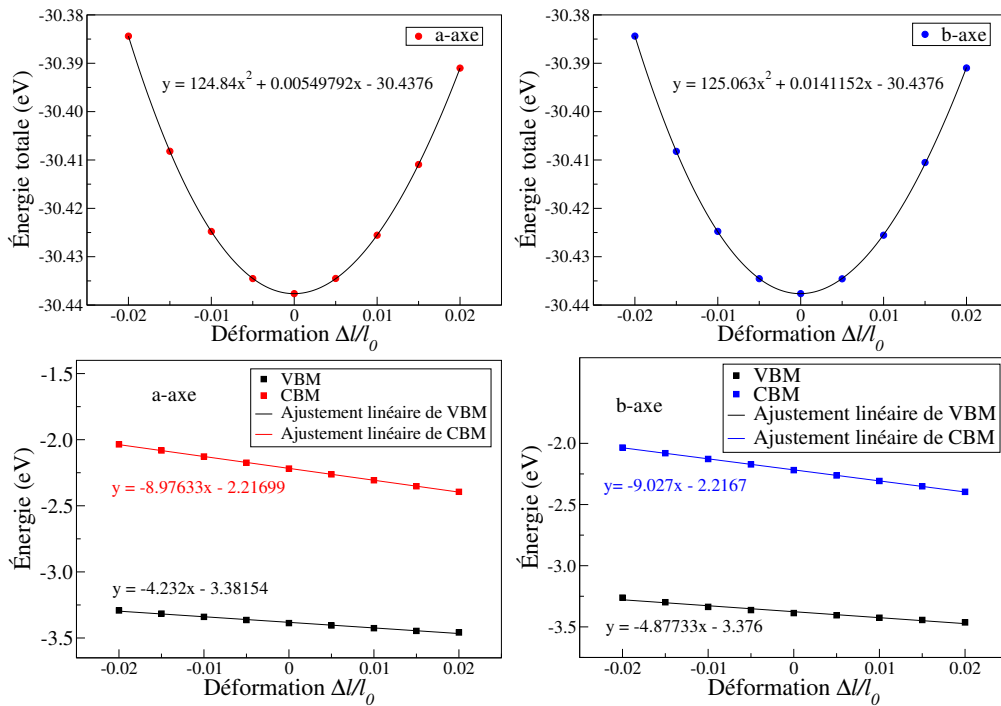 -30.38
-30.39
-30.40
-30.41
-30.42
-30.43
-30.44
Énergie totale (eV)
a-axe
y = 124.84x² + 0.00549792x - 30.4376
-0.02
-0.01
0
0.01
0.02
Déformation Δl/l₀
-30.38
-30.39
-30.40
-30.41
-30.42
-30.43
-30.44
Énergie totale (eV)
b-axe
y = 125.063x² + 0.0141152x - 30.4376
-0.02
-0.01
0
0.01
0.02
Déformation Δl/l₀
-1.5
-2.0
-2.5
-3.0
-3.5
Énergie (eV)
a-axe
VBM
CBM
Ajustement linéaire de VBM
Ajustement linéaire de CBM
y = -8.97633x - 2.21699
y = -4.232x - 3.38154
-0.02
-0.01
0
0.01
0.02
Déformation Δl/l₀
-2.0
-2.5
-3.0
-3.5
Énergie (eV)
b-axe
VBM
CBM
Ajustement linéaire de VBM
Ajustement linéaire de CBM
y= -9.027x - 2.2167
y = -4.87733x - 3.376
-0.02
-0.01
0
0.01
0.02
Déformation Δl/l₀